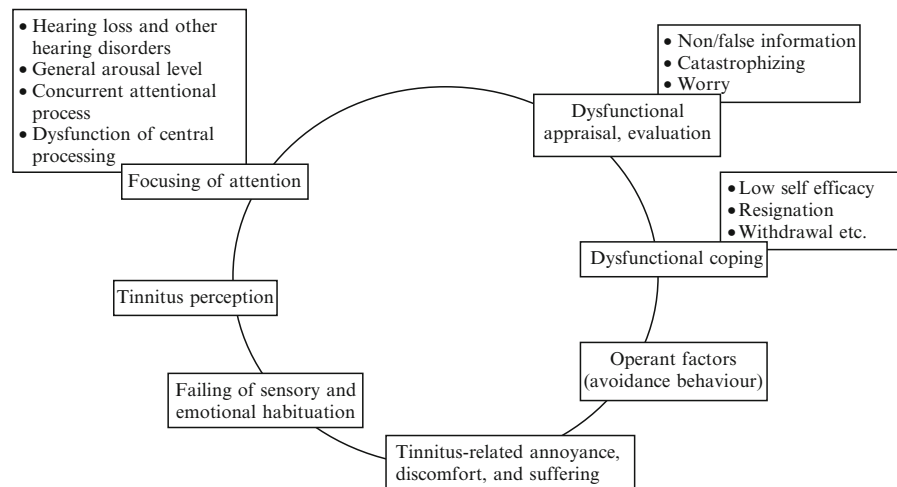 • Hearing loss and other
hearing disorders
• General arousal level
• Concurrent attentional
process
• Dysfunction of central
processing
Focusing of attention
• Non/false information
• Catastrophizing
• Worry
Dysfunctional
appraisal, evaluation
• Low self efficacy
• Resignation
• Withdrawal etc.
Dysfunctional coping
Operant factors
(avoidance behaviour)
Tinnitus-related annoyance,
discomfort, and suffering
Failing of sensory and
emotional habituation
Tinnitus perception